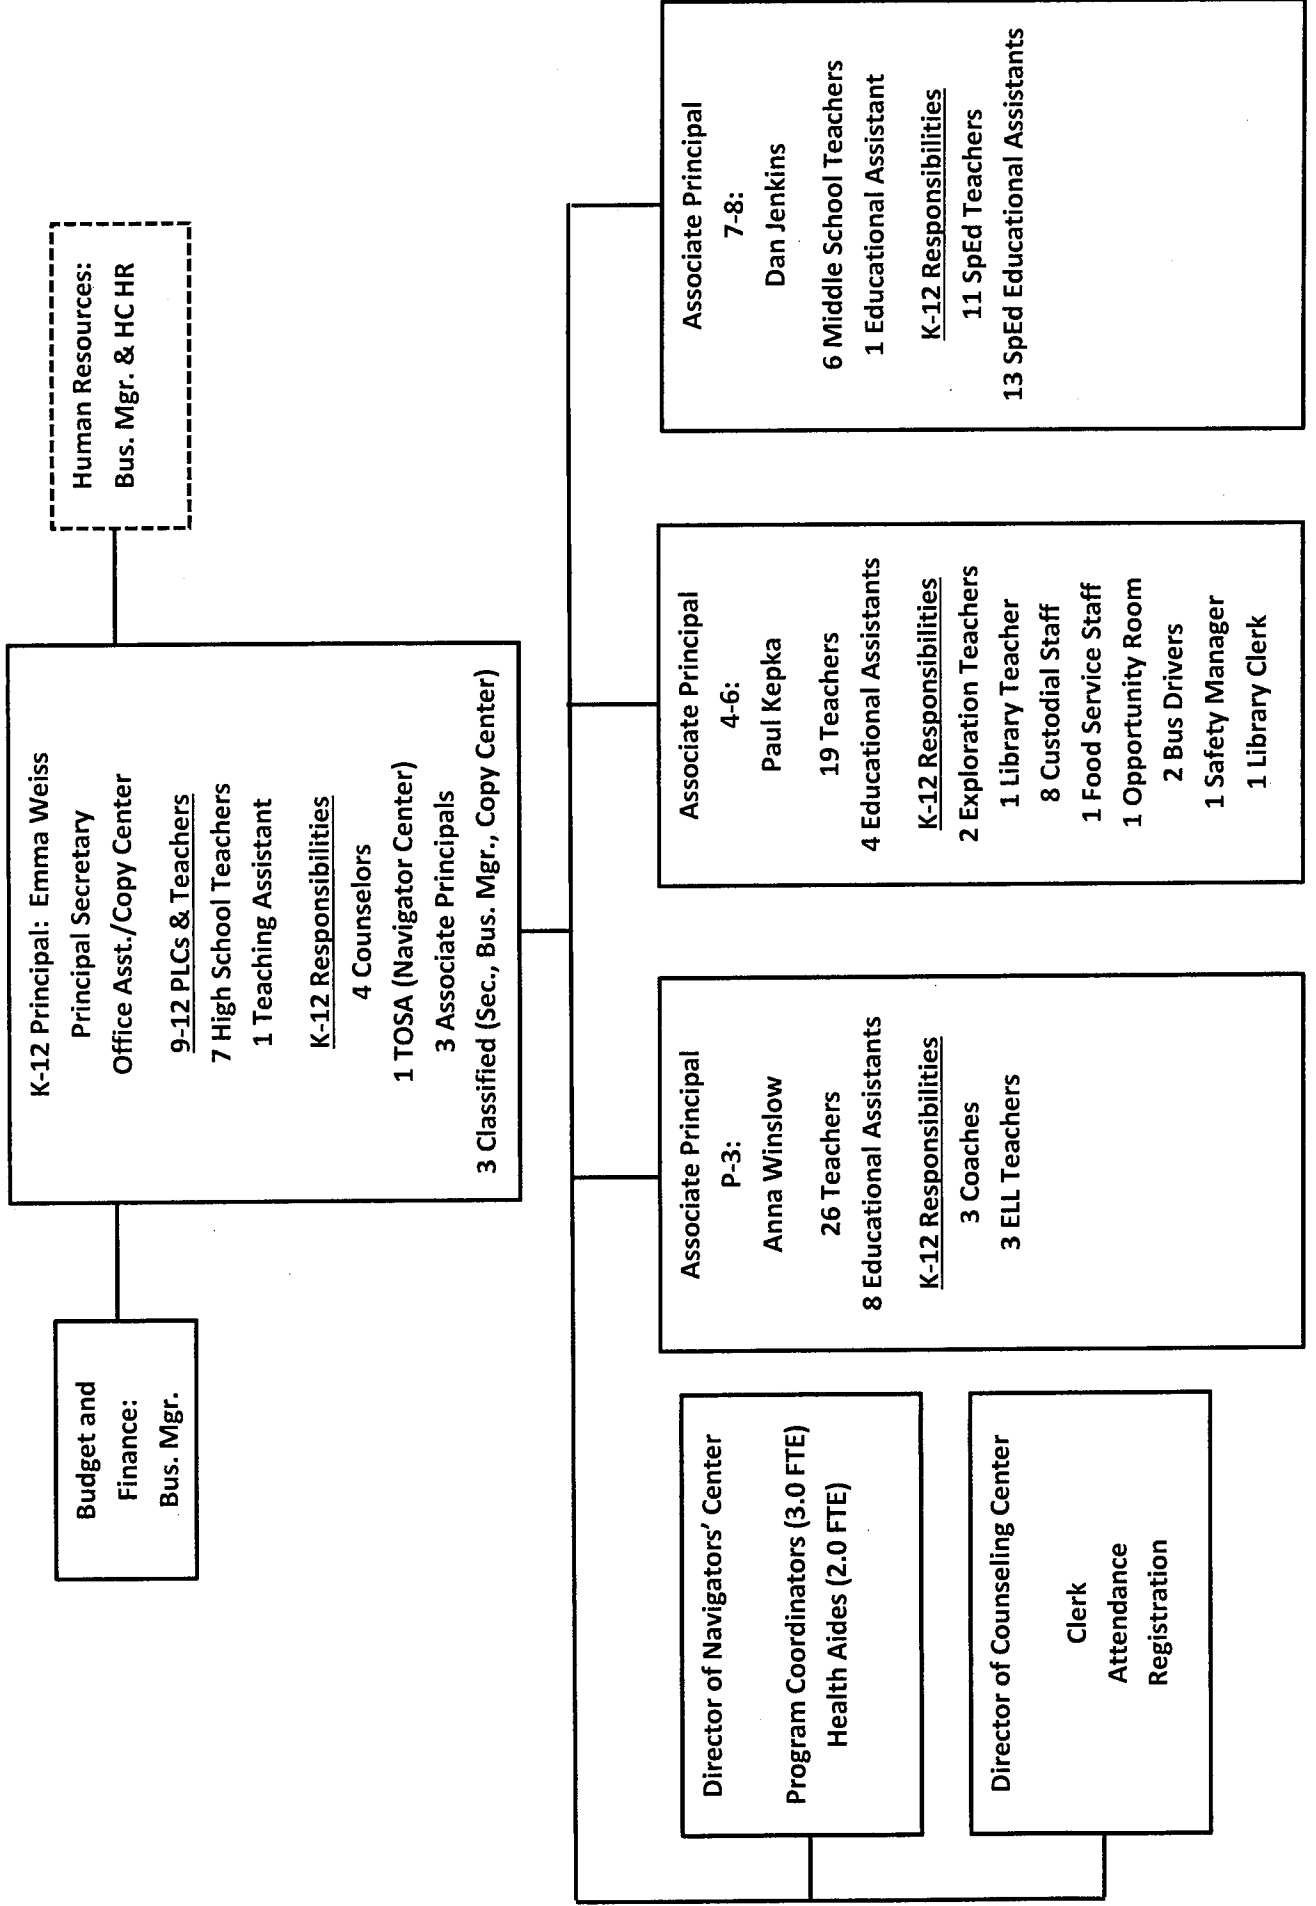 K-12 Principal: Emma Weiss
Principal Secretary
Office Asst./Copy Center
9-12 PLCs & Teachers
7 High School Teachers
1 Teaching Assistant
K-12 Responsibilities
4 Counselors
1 TOSA (Navigator Center)
3 Associate Principals
3 Classified (Sec., Bus. Mgr., Copy Center)
Budget and
Finance:
Bus. Mgr.
Human Resources:
Bus. Mgr. & HC HR
Director of Navigators' Center
Program Coordinators (3.0 FTE)
Health Aides (2.0 FTE)
Director of Counseling Center
Clerk
Attendance
Registration
Associate Principal
P-3:
Anna Winslow
26 Teachers
8 Educational Assistants
K-12 Responsibilities
3 Coaches
3 ELL Teachers
Associate Principal
4-6:
Paul Kepka
19 Teachers
4 Educational Assistants
K-12 Responsibilities
2 Exploration Teachers
1 Library Teacher
8 Custodial Staff
1 Food Service Staff
1 Opportunity Room
2 Bus Drivers
1 Safety Manager
1 Library Clerk
Associate Principal
7-8:
Dan Jenkins
6 Middle School Teachers
1 Educational Assistant
K-12 Responsibilities
11 SpEd Teachers
13 SpEd Educational Assistants